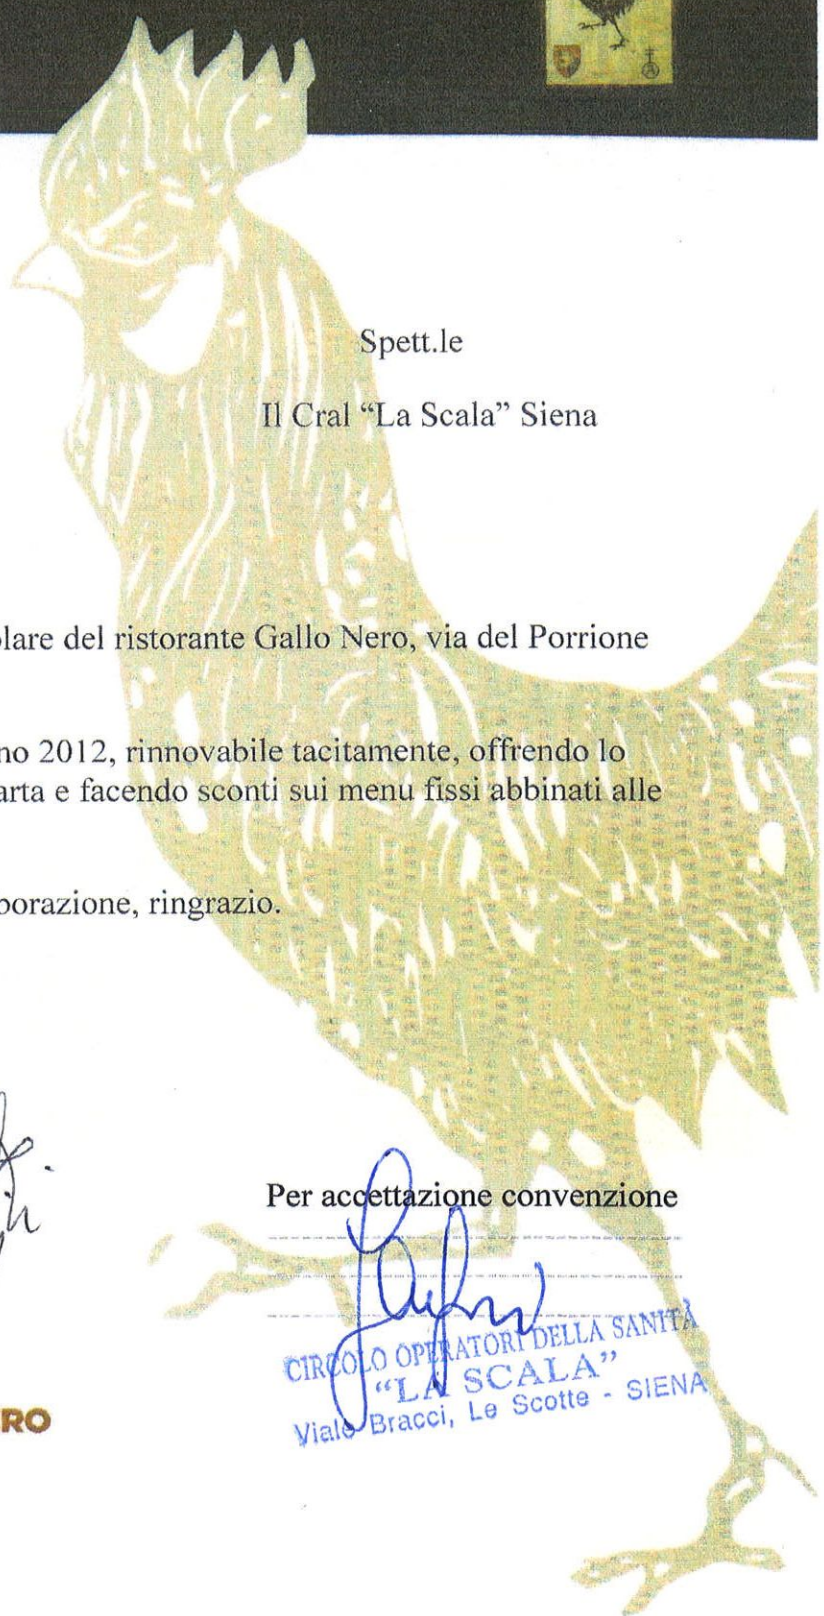 Spett.le
Il Cral “La Scala” Siena
lare del ristorante Gallo Nero, via del Porrione
no 2012, rinnovabile tacitamente, offrendo lo
arta e facendo sconti sui menu fissi abbinati alle
borazione, ringrazio.
Per accettazione convenzione
CIRCOLO OPERATORI DELLA SANITÀ
“LA SCALA”
Viale Bracci, Le Scotte - SIENA
RO